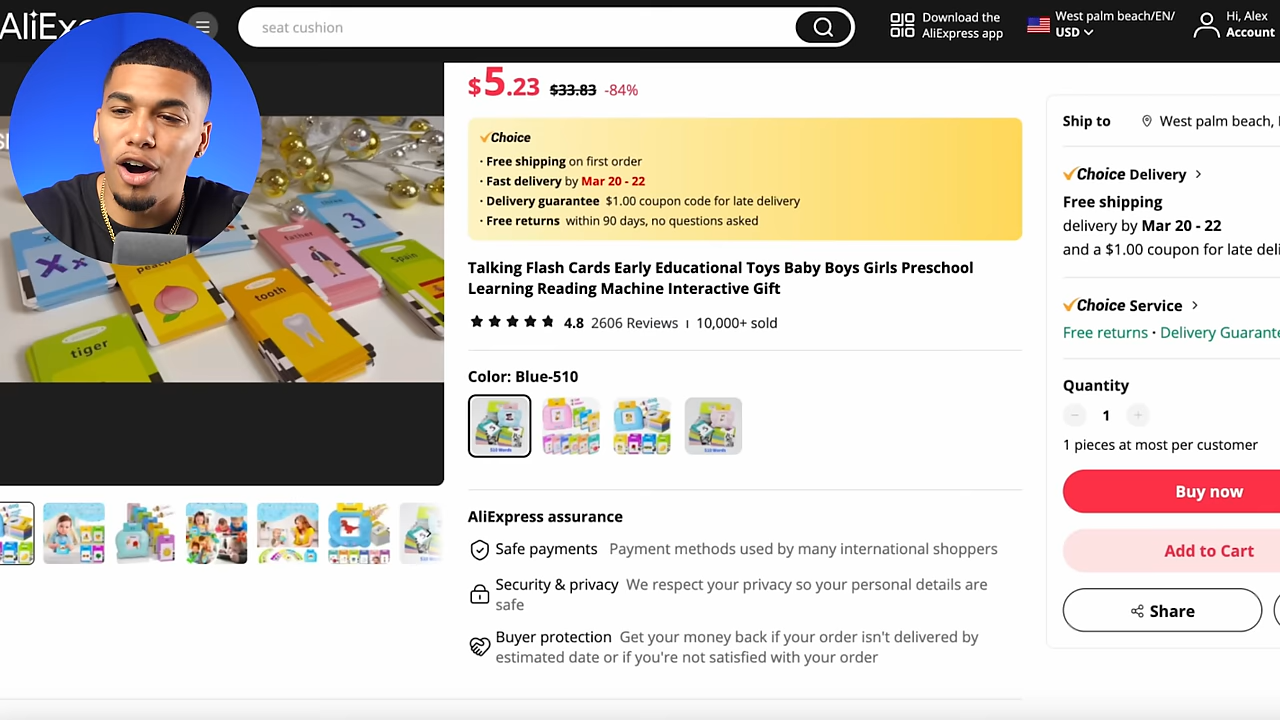 AliExpr
seat cushion
Download the
AliExpress app
West palm beach/EN/
USD
Hi, Alex
Account
$5.23 $33.83 -84%
Choice
· Free shipping on first order
· Fast delivery by Mar 20 - 22
· Delivery guarantee $1.00 coupon code for late delivery
· Free returns within 90 days, no questions asked
Talking Flash Cards Early Educational Toys Baby Boys Girls Preschool
Learning Reading Machine Interactive Gift
4.8 2606 Reviews 10,000+ sold
Color: Blue-510
510 Words
510 Words
AliExpress assurance
Safe payments Payment methods used by many international shoppers
Security & privacy We respect your privacy so your personal details are
safe
Buyer protection Get your money back if your order isn't delivered by
estimated date or if you're not satisfied with your order
Ship to West palm beach,
Choice Delivery
Free shipping
delivery by Mar 20 - 22
and a $1.00 coupon for late deli
Choice Service
Free returns · Delivery Guarante
Quantity
1
1 pieces at most per customer
Buy now
Add to Cart
Share
3
father
Spain
X x
peach
tooth
tiger